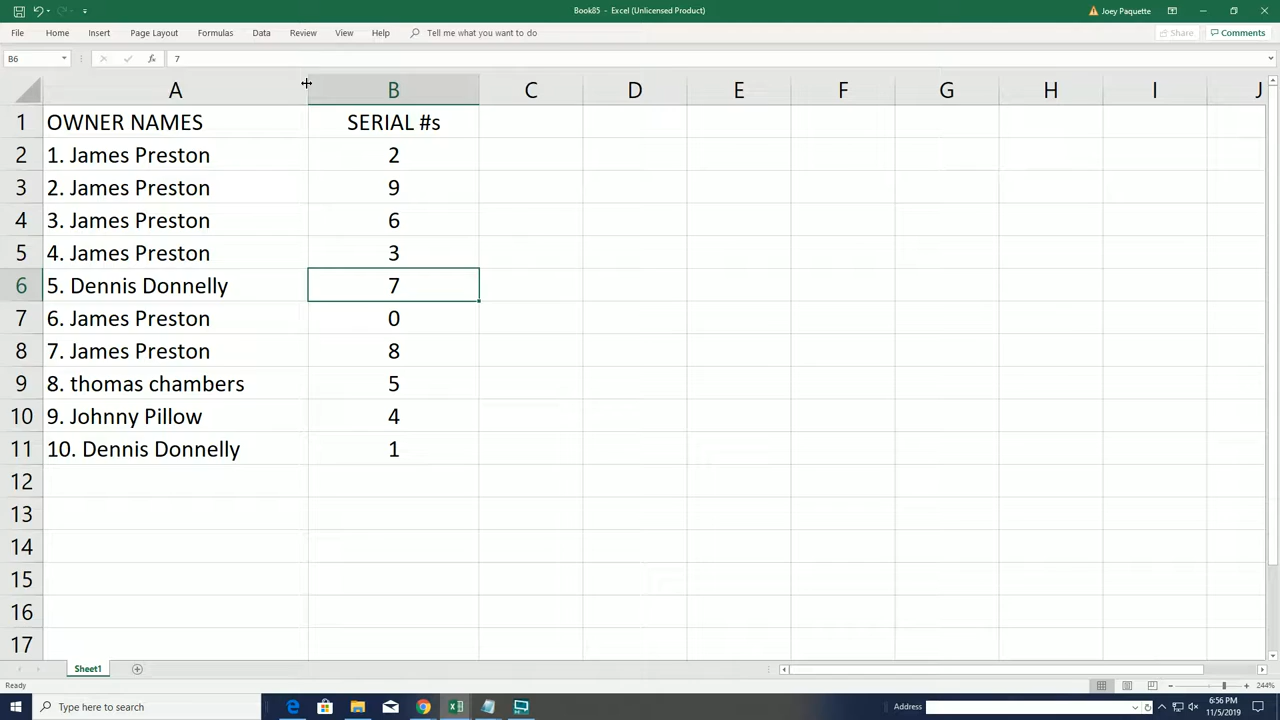 Book85 - Excel (Unlicensed Product)
Joey Paquette
File Home Insert Page Layout Formulas Data Review View Help Tell me what you want to do Share Comments
B6 fx 7
A B C D E F G H I J
1 OWNER NAMES SERIAL #s
2 1. James Preston 2
3 2. James Preston 9
4 3. James Preston 6
5 4. James Preston 3
6 5. Dennis Donnelly 7
7 6. James Preston 0
8 7. James Preston 8
9 8. thomas chambers 5
10 9. Johnny Pillow 4
11 10. Dennis Donnelly 1
12
13
14
15
16
17
Sheet1
Ready 244%
Type here to search Address 6:56 PM
11/5/2019